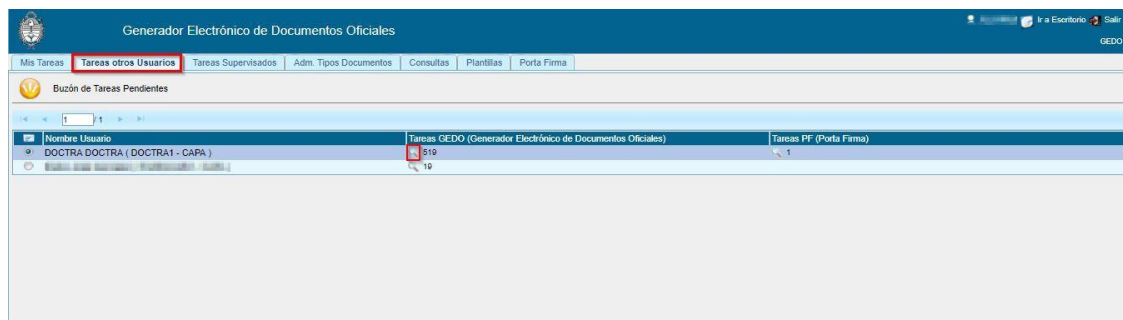 Generador Electrónico de Documentos Oficiales
Ir a Escritorio Salir
GEDO
Mis Tareas Tareas otros Usuarios Tareas Supervisados Adm. Tipos Documentos Consultas Plantillas Porta Firma
Buzón de Tareas Pendientes
1 / 1
Nombre Usuario Tareas GEDO (Generador Electrónico de Documentos Oficiales) Tareas PF (Porta Firma)
DOCTRA DOCTRA ( DOCTRA1 - CAPA ) 519 1
19